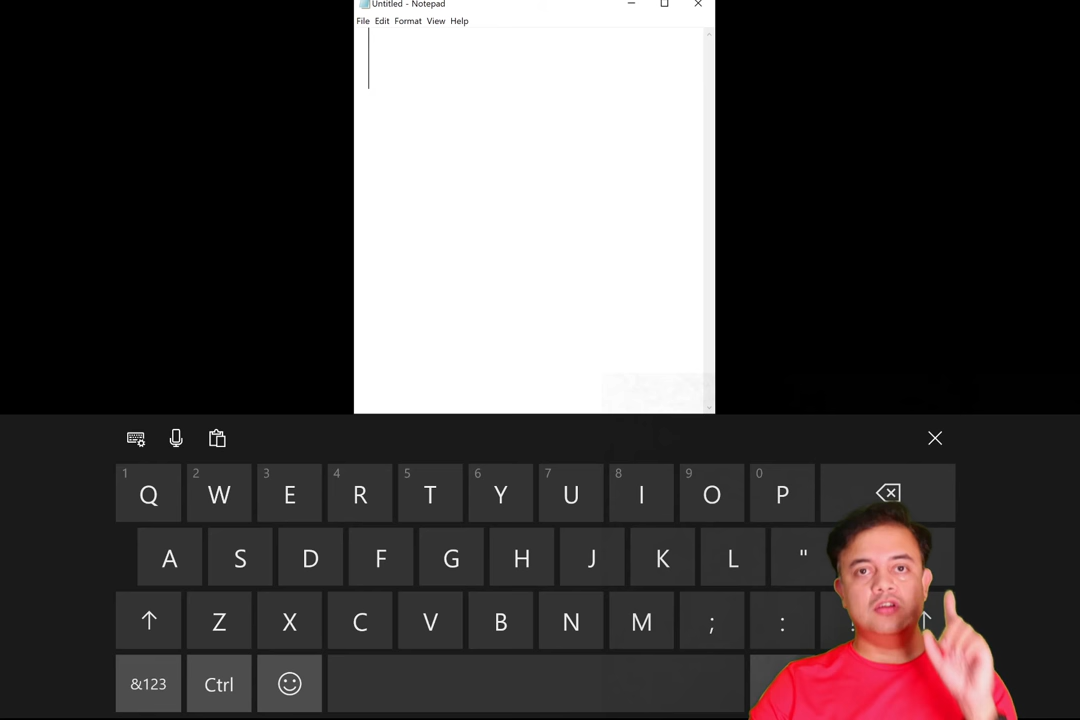 Untitled - Notepad
File Edit Format View Help
1 2 3 4 5 6 7 8 9 0
Q W E R T Y U I O P
A S D F G H J K L "
Z X C V B N M ; :
&123 Ctrl